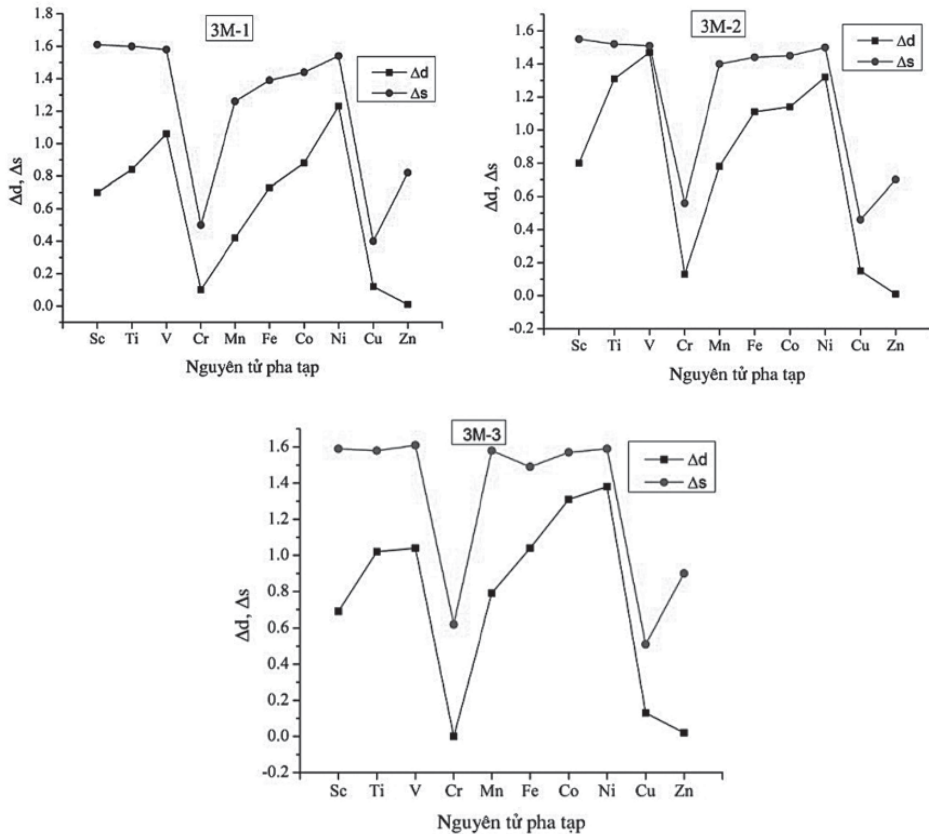 3M-1
Δd
Δs
Δd, Δs
1.8
1.6
1.4
1.2
1.0
0.8
0.6
0.4
0.2
0.0
Sc Ti V Cr Mn Fe Co Ni Cu Zn
Nguyên tử pha tạp
3M-2
Δd
Δs
Δd, Δs
1.6
1.4
1.2
1.0
0.8
0.6
0.4
0.2
0.0
-0.2
Sc Ti V Cr Mn Fe Co Ni Cu Zn
Nguyên tử pha tạp
3M-3
Δd
Δs
Δd, Δs
1.6
1.4
1.2
1.0
0.8
0.6
0.4
0.2
0.0
-0.2
Sc Ti V Cr Mn Fe Co Ni Cu Zn
Nguyên tử pha tạp